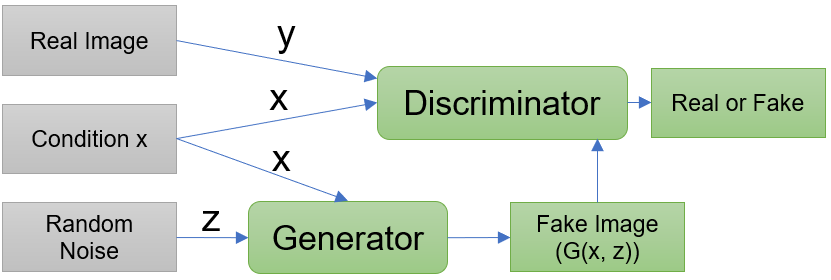 Real Image
y
Condition x
x
x
Discriminator
Real or Fake
Random
Noise
z
Generator
Fake Image
(G(x, z))